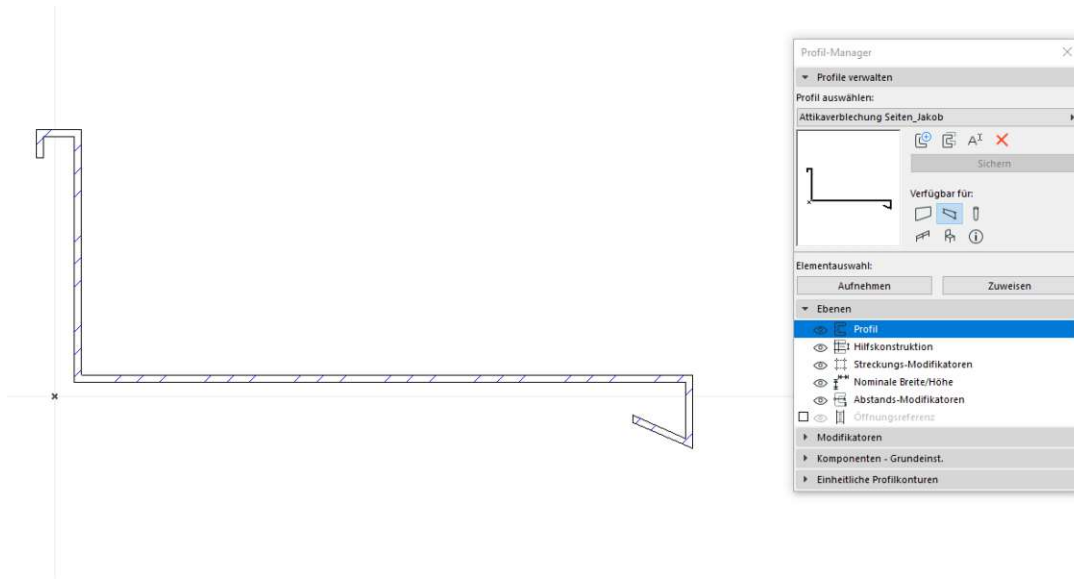 Profil-Manager
Profile verwalten
Profil auswählen:
Attikaverblechung Seiten_Jakob
Sichern
Verfügbar für:
Elementauswahl:
Aufnehmen
Zuweisen
Ebenen
Profil
Hilfskonstruktion
Streckungs-Modifikatoren
Nominale Breite/Höhe
Abstands-Modifikatoren
Öffnungsreferenz
Modifikatoren
Komponenten - Grundeinst.
Einheitliche Profilkonturen